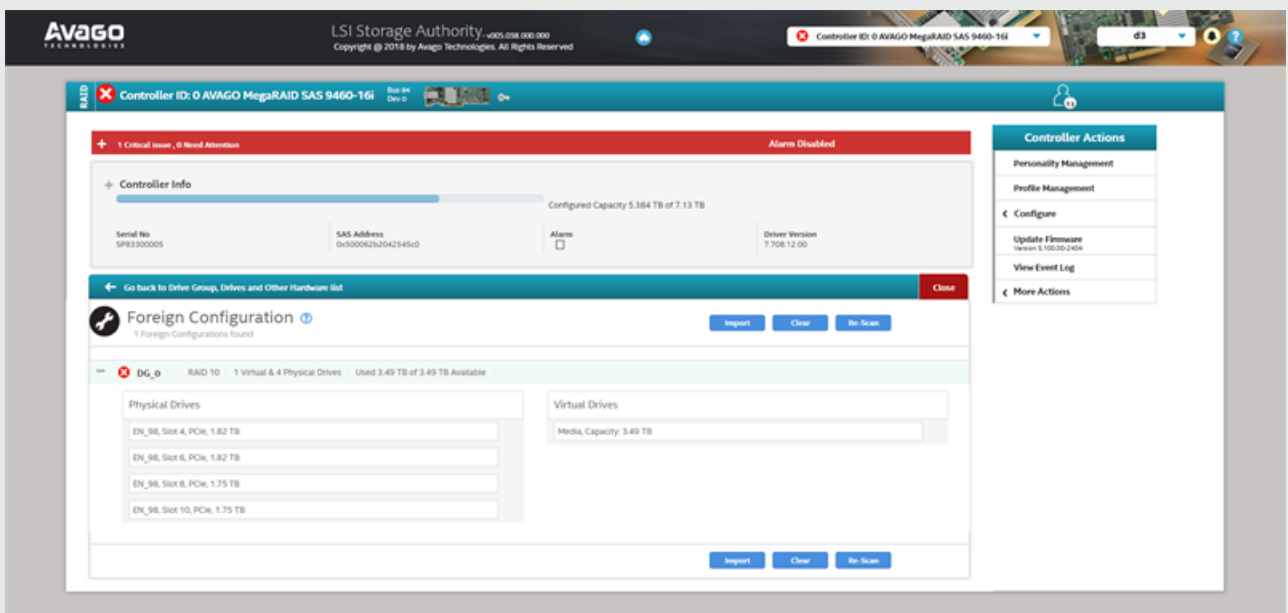 AVAGO
TECHNOLOGIES
LSI Storage Authority. v005.038.000.000
Copyright @ 2018 by Avago Technologies. All Rights Reserved
Controller ID: 0 AVAGO MegaRAID SAS 9460-16i
d3
?
RAID
Controller ID: 0 AVAGO MegaRAID SAS 9460-16i
Bus 94
Dev 0
13
1 Critical issue , 0 Need Attention
Alarm Disabled
Controller Info
Configured Capacity 5.384 TB of 7.13 TB
Serial No
SP83300005
SAS Address
0x500062b2042545c0
Alarm
Driver Version
7.708.12.00
Go back to Drive Group, Drives and Other Hardware list
Close
Foreign Configuration ?
1 Foreign Configurations found
Import Clear Re-Scan
DG_0 RAID 10 1 Virtual & 4 Physical Drives Used 3.49 TB of 3.49 TB Available
Physical Drives
EN_98, Slot 4, PCIe, 1.82 TB
EN_98, Slot 6, PCIe, 1.82 TB
EN_98, Slot 8, PCIe, 1.75 TB
EN_98, Slot 10, PCIe, 1.75 TB
Virtual Drives
Media, Capacity: 3.49 TB
Import Clear Re-Scan
Controller Actions
Personality Management
Profile Management
Configure
Update Firmware
Version 5.100.00-2404
View Event Log
More Actions